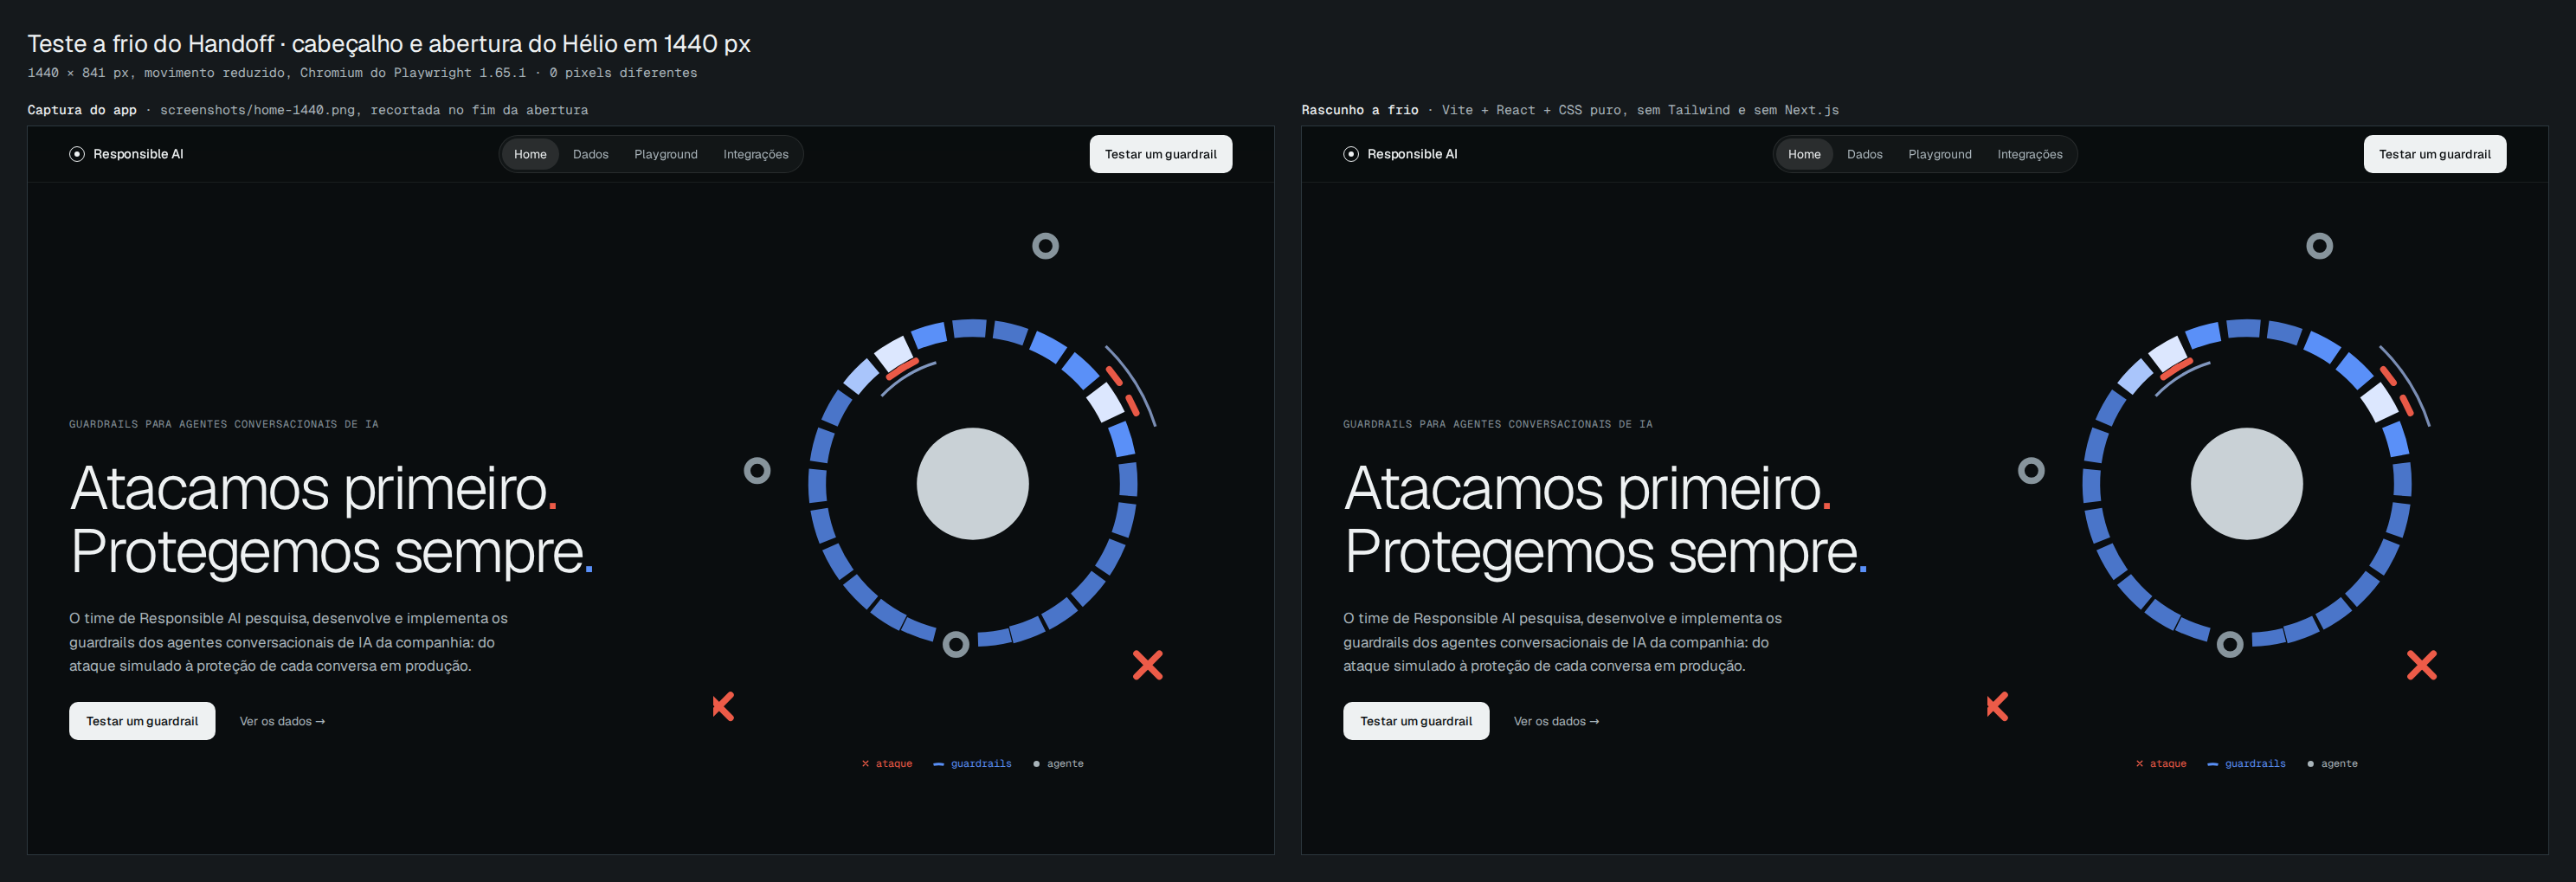 Teste a frio do Handoff · cabeçalho e abertura do Hélio em 1440 px
1440 × 841 px, movimento reduzido, Chromium do Playwright 1.65.1 · 0 pixels diferentes
Captura do app · screenshots/home-1440.png, recortada no fim da abertura
Responsible AI
Home
Dados
Playground
Integrações
Testar um guardrail
GUARDRAILS PARA AGENTES CONVERSACIONAIS DE IA
Atacamos primeiro.
Protegemos sempre.
O time de Responsible AI pesquisa, desenvolve e implementa os
guardrails dos agentes conversacionais de IA da companhia: do
ataque simulado à proteção de cada conversa em produção.
Testar um guardrail
Ver os dados →
× ataque
guardrails
agente
Rascunho a frio · Vite + React + CSS puro, sem Tailwind e sem Next.js
Responsible AI
Home
Dados
Playground
Integrações
Testar um guardrail
GUARDRAILS PARA AGENTES CONVERSACIONAIS DE IA
Atacamos primeiro.
Protegemos sempre.
O time de Responsible AI pesquisa, desenvolve e implementa os
guardrails dos agentes conversacionais de IA da companhia: do
ataque simulado à proteção de cada conversa em produção.
Testar um guardrail
Ver os dados →
× ataque
guardrails
agente